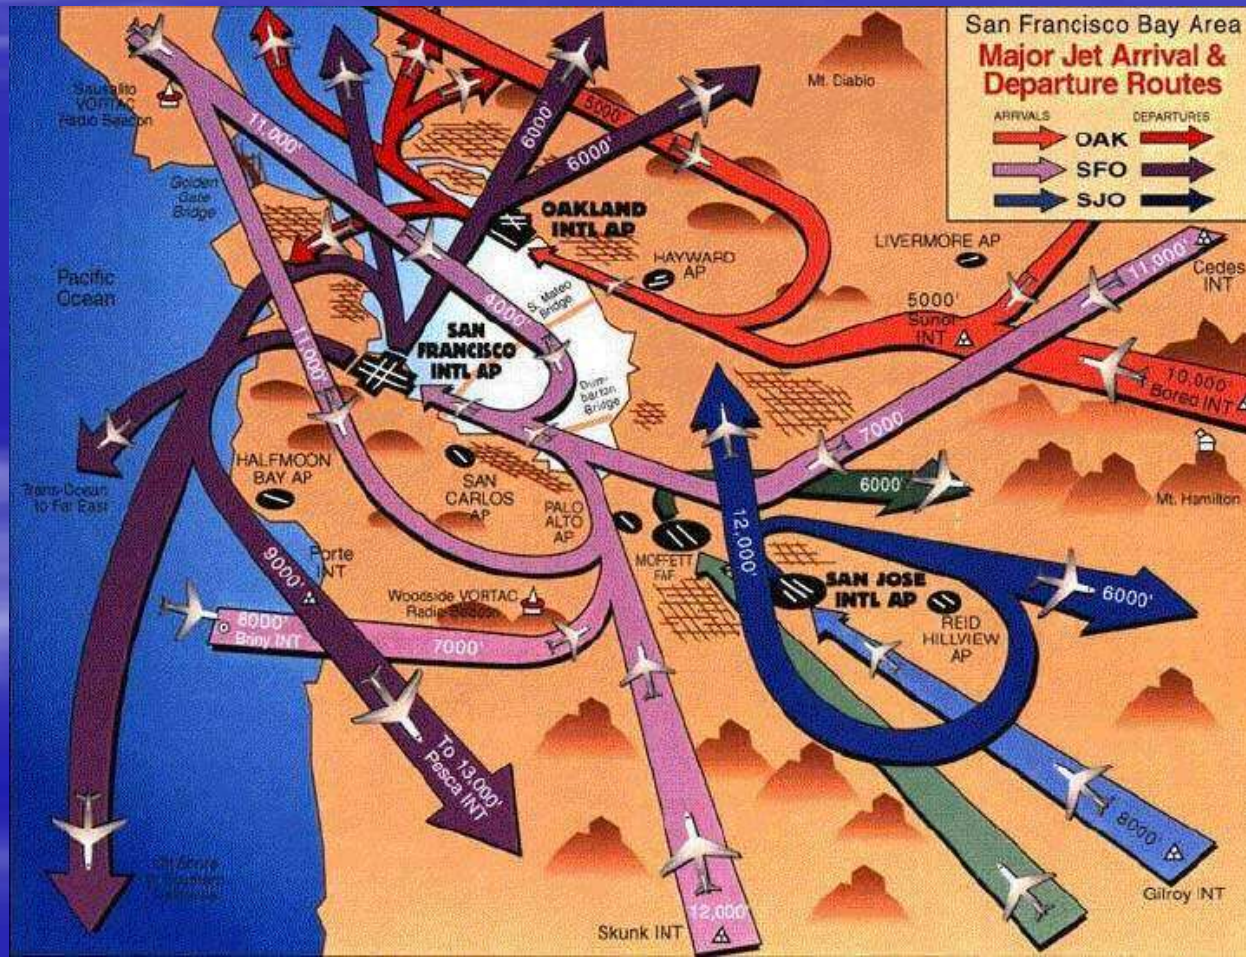 San Francisco Bay Area
Major Jet Arrival &
Departure Routes
ARRIVALS
DEPARTURES
OAK
SFO
SJO
Mt. Diablo
Sausalito
VORTAC
Radio Beacon
11,000'
6000'
6000'
5000'
Golden
Gate
Bridge
OAKLAND
INTL AP
HAYWARD
AP
LIVERMORE AP
11,000'
Cedes
INT
Pacific
Ocean
4000'
S. Mateo
Bridge
5000'
Sunol
INT
SAN
FRANCISCO
INTL AP
11,000'
Dum-
barton
Bridge
10,000'
Bored INT
7000
HALFMOON
BAY AP
SAN
CARLOS
AP
PALO
ALTO
AP
6000'
Mt. Hamilton
Trans-Ocean
to Far East
12,000'
MOFFETT
Porte
INT
9000'
Woodside VORTAC
Radio Beacon
SAN JOSE
INTL AP
REID
HILLVIEW
AP
6000'
Briny INT
7000'
To 13,000'
Pesca INT
8000'
Gilroy INT
12,000'
Skunk INT